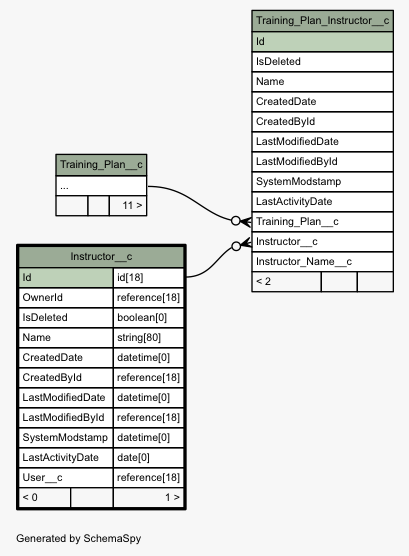 Training_Plan_Instructor__c
Id
IsDeleted
Name
CreatedDate
CreatedById
LastModifiedDate
LastModifiedById
SystemModstamp
LastActivityDate
Training_Plan__c
Instructor__c
Instructor_Name__c
< 2
Training_Plan__c
...
11 >
Instructor__c
Id id[18]
OwnerId reference[18]
IsDeleted boolean[0]
Name string[80]
CreatedDate datetime[0]
CreatedById reference[18]
LastModifiedDate datetime[0]
LastModifiedById reference[18]
SystemModstamp datetime[0]
LastActivityDate date[0]
User__c reference[18]
< 0 1 >
Generated by SchemaSpy